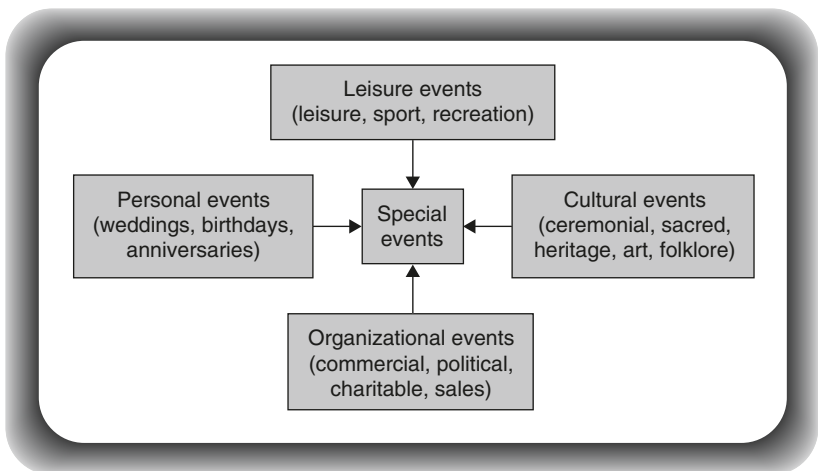 Leisure events
(leisure, sport, recreation)
Personal events
(weddings, birthdays,
anniversaries)
Special
events
Cultural events
(ceremonial, sacred,
heritage, art, folklore)
Organizational events
(commercial, political,
charitable, sales)